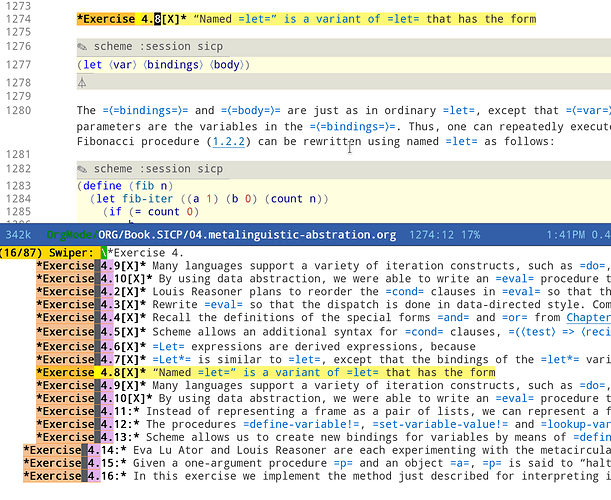 1273
1274 *Exercise 4.8[X]* “Named =let=” is a variant of =let= that has the form
1275
1276 ✎ scheme :session sicp
1277 (let ⟨var⟩ ⟨bindings⟩ ⟨body⟩)
1278
1279
1280 The =⟨=bindings=⟩= and =⟨=body=⟩= are just as in ordinary =let=, except that =⟨=var=⟩
parameters are the variables in the =⟨=bindings=⟩=. Thus, one can repeatedly execut
Fibonacci procedure (1.2.2) can be rewritten using named =let= as follows:
1281
1282 ✎ scheme :session sicp
1283 (define (fib n)
1284 (let fib-iter ((a 1) (b 0) (count n))
1285 (if (= count 0)
342k Org/ORG/Book.SICP/04.metalinguistic-abstration.org 1274:12 17% 1:41PM 0.4
(16/87) Swiper: \*Exercise 4.
*Exercise 4.9[X]* Many languages support a variety of iteration constructs, such as =do=,
*Exercise 4.10[X]* By using data abstraction, we were able to write an =eval= procedure t
*Exercise 4.2[X]* Louis Reasoner plans to reorder the =cond= clauses in =eval= so that th
*Exercise 4.3[X]* Rewrite =eval= so that the dispatch is done in data-directed style. Com
*Exercise 4.4[X]* Recall the definitions of the special forms =and= and =or= from Chapter
*Exercise 4.5[X]* Scheme allows an additional syntax for =cond= clauses, =(⟨test⟩ => ⟨reci
*Exercise 4.6[X]* =Let= expressions are derived expressions, because
*Exercise 4.7[X]* =Let*= is similar to =let=, except that the bindings of the =let*= vari
*Exercise 4.8[X]* “Named =let=” is a variant of =let= that has the form
*Exercise 4.9[X]* Many languages support a variety of iteration constructs, such as =do=,
*Exercise 4.10[X]* By using data abstraction, we were able to write an =eval= procedure t
*Exercise 4.11:* Instead of representing a frame as a pair of lists, we can represent a f
*Exercise 4.12:* The procedures =define-variable!=, =set-variable-value!= and =lookup-var
*Exercise 4.13:* Scheme allows us to create new bindings for variables by means of =defin
*Exercise 4.14:* Eva Lu Ator and Louis Reasoner are each experimenting with the metacircula
*Exercise 4.15:* Given a one-argument procedure =p= and an object =a=, =p= is said to “halt
*Exercise 4.16:* In this exercise we implement the method just described for interpreting i